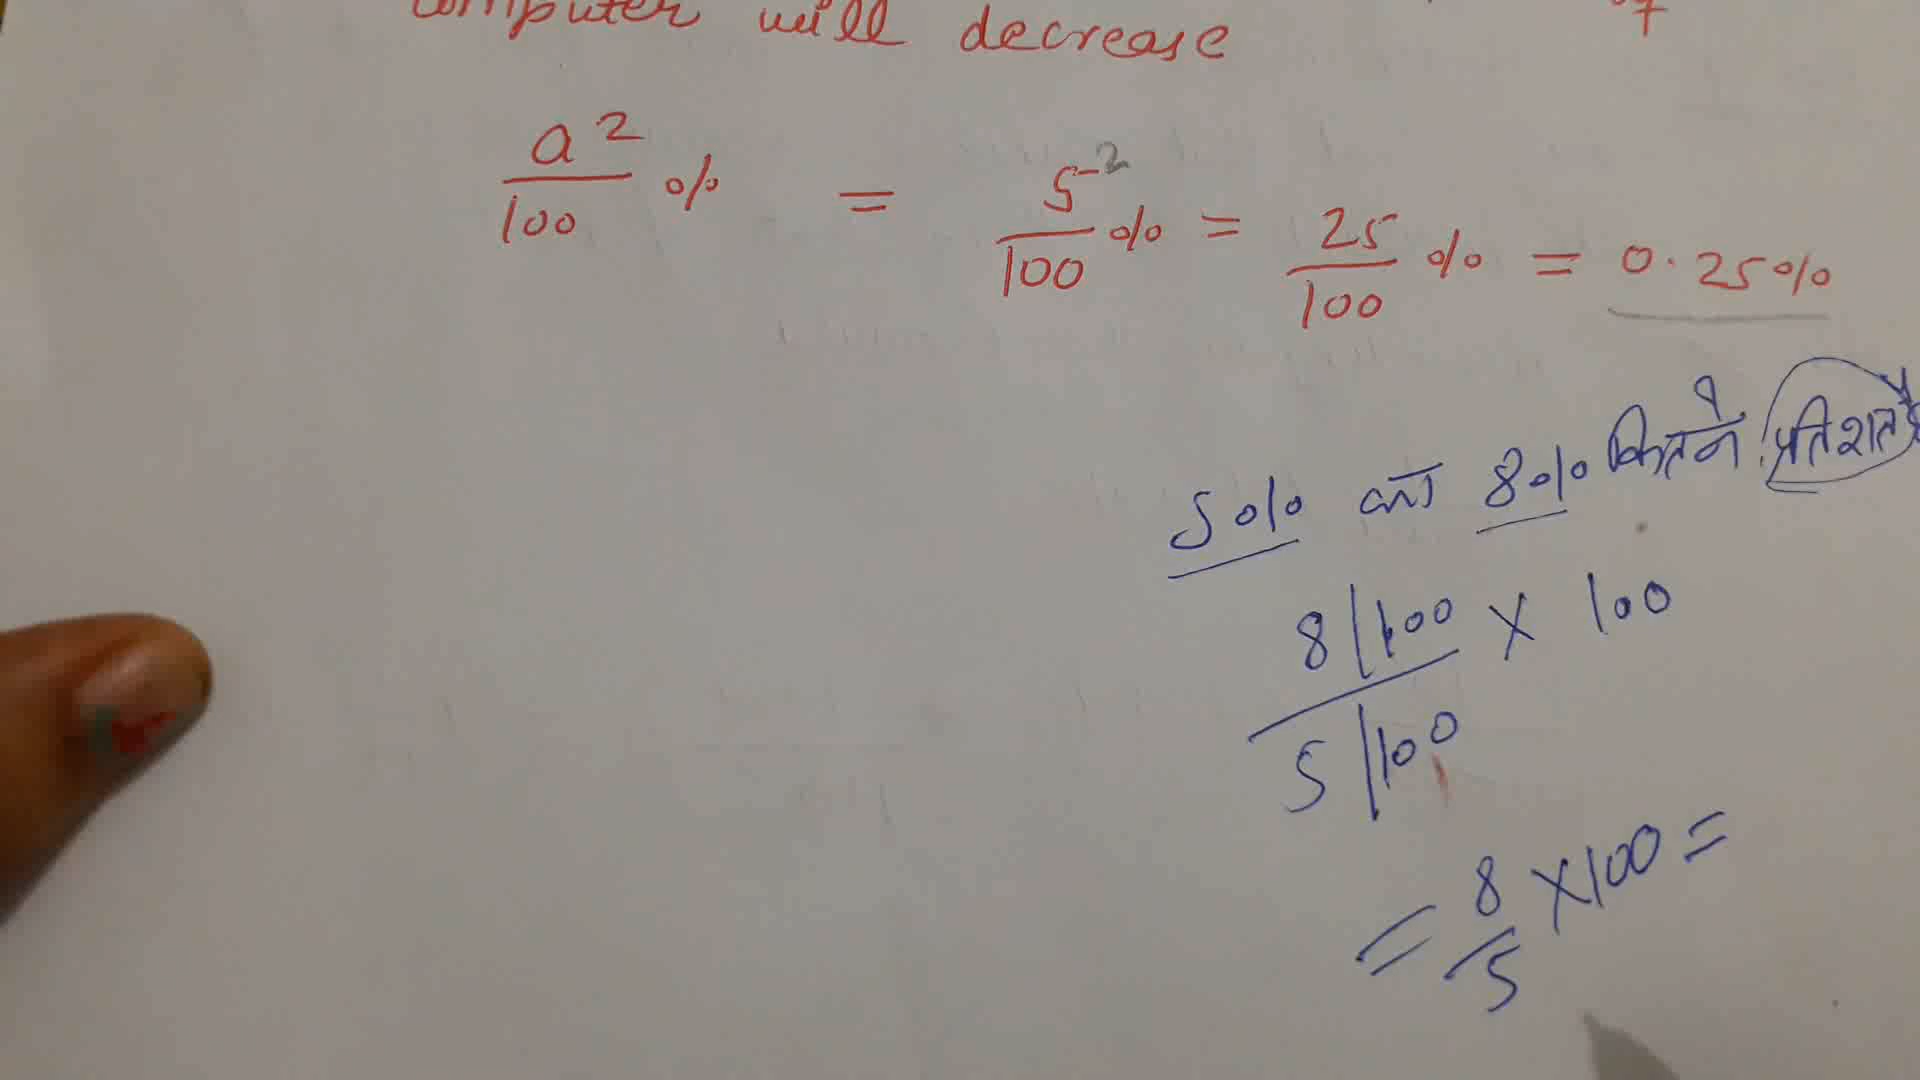 computer will decrease
a²/100 % = 5²/100 % = 25/100 % = 0.25%
5% का 8% कितने प्रतिशत
8/100 / 5/100 × 100
= 8/5 × 100 =